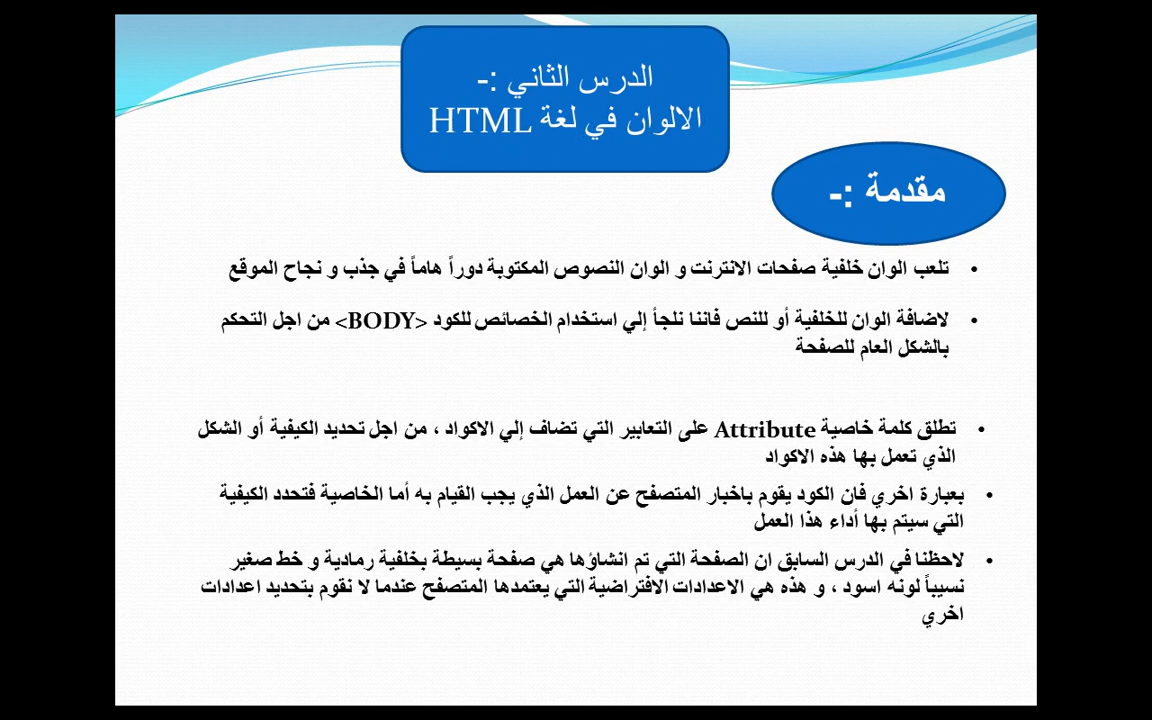 الدرس الثاني :-
الالوان في لغة HTML
مقدمة :-
• تلعب الوان خلفية صفحات الانترنت و الوان النصوص المكتوبة دوراً هاماً في جذب و نجاح الموقع
• لاضافة الوان للخلفية أو للنص فاننا نلجأ إلي استخدام الخصائص للكود <BODY> من اجل التحكم
بالشكل العام للصفحة
• تطلق كلمة خاصية Attribute على التعابير التي تضاف إلي الاكواد ، من اجل تحديد الكيفية أو الشكل
الذي تعمل بها هذه الاكواد
• بعبارة اخري فان الكود يقوم باخبار المتصفح عن العمل الذي يجب القيام به أما الخاصية فتحدد الكيفية
التي سيتم بها أداء هذا العمل
• لاحظنا في الدرس السابق ان الصفحة التي تم انشاؤها هي صفحة بسيطة بخلفية رمادية و خط صغير
نسيباً لونه اسود ، و هذه هي الاعدادات الافتراضية التي يعتمدها المتصفح عندما لا نقوم بتحديد اعدادات
اخري